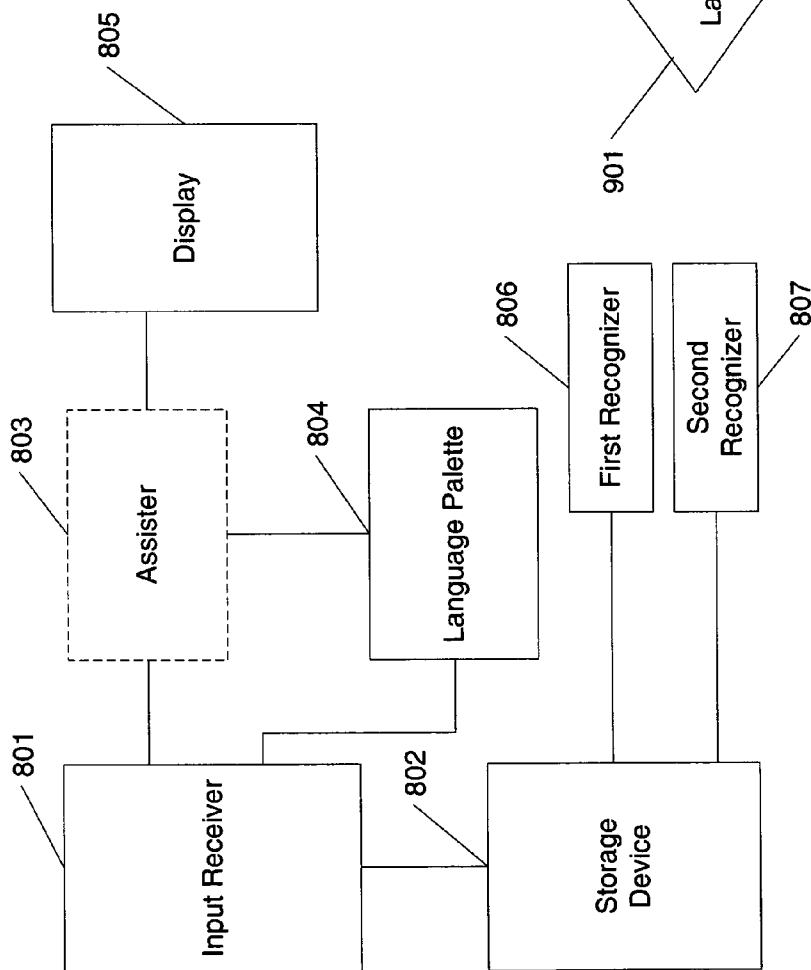 801
Input Receiver
803
Assister
805
Display
804
Language Palette
802
Storage
Device
806
First Recognizer
Second
Recognizer
807
901
La